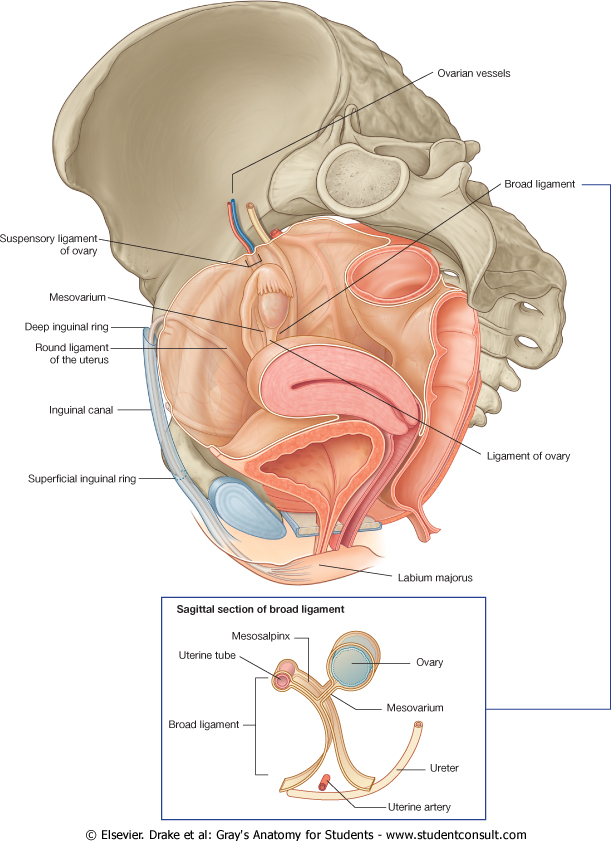 Ovarian vessels
Broad ligament
Suspensory ligament
of ovary
Mesovarium
Deep inguinal ring
Round ligament
of the uterus
Inguinal canal
Ligament of ovary
Superficial inguinal ring
Labium majorus
Sagittal section of broad ligament
Mesosalpinx
Uterine tube
Ovary
Mesovarium
Broad ligament
Ureter
Uterine artery
© Elsevier. Drake et al: Gray's Anatomy for Students - www.studentconsult.com